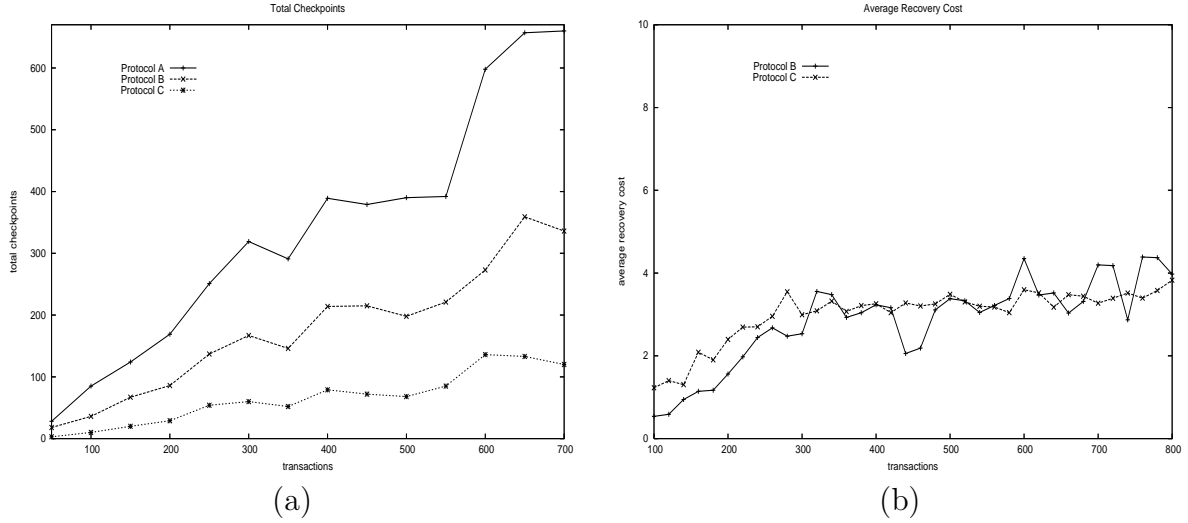 Total Checkpoints
600
500
400
300
200
100
0
total checkpoints
Protocol A
Protocol B
Protocol C
100 200 300 400 500 600 700
transactions
(a)
Average Recovery Cost
10
8
6
4
2
0
average recovery cost
Protocol B
Protocol C
100 200 300 400 500 600 700 800
transactions
(b)